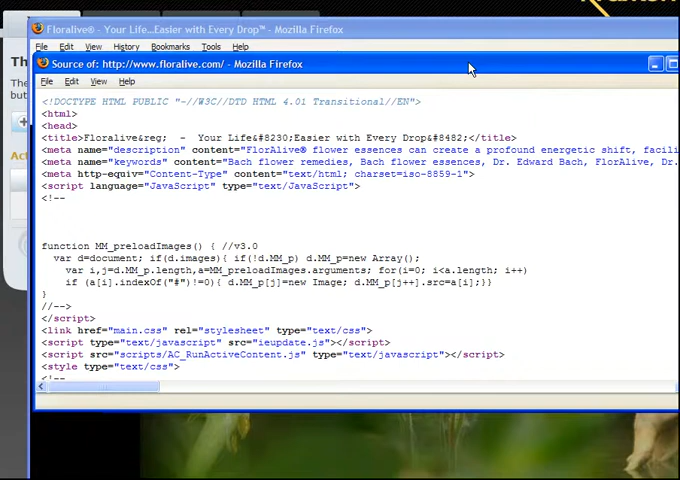 Floralive® - Your Life...Easier with Every Drop™ - Mozilla Firefox
File Edit View History Bookmarks Tools Help
Source of: http://www.floralive.com/ - Mozilla Firefox
File Edit View Help
<!DOCTYPE HTML PUBLIC "-//W3C//DTD HTML 4.01 Transitional//EN">
<html>
<head>
<title>Floralive&reg;  -  Your Life&#8230;Easier with Every Drop&#8482;</title>
<meta name="description" content="FlorAlive® flower essences can create a profound energetic shift, facili
<meta name="keywords" content="Bach flower remedies, Bach flower essences, Dr. Edward Bach, FlorAlive, Dr.
<meta http-equiv="Content-Type" content="text/html; charset=iso-8859-1">
<script language="JavaScript" type="text/JavaScript">
<!--
function MM_preloadImages() { //v3.0
var d=document; if(d.images){ if(!d.MM_p) d.MM_p=new Array();
var i,j=d.MM_p.length,a=MM_preloadImages.arguments; for(i=0; i<a.length; i++)
if (a[i].indexOf("#")!=0){ d.MM_p[j]=new Image; d.MM_p[j++].src=a[i];}}
}
//-->
</script>
<link href="main.css" rel="stylesheet" type="text/css">
<script type="text/javascript" src="ieupdate.js"></script>
<script src="scripts/AC_RunActiveContent.js" type="text/javascript"></script>
<style type="text/css">
<!--